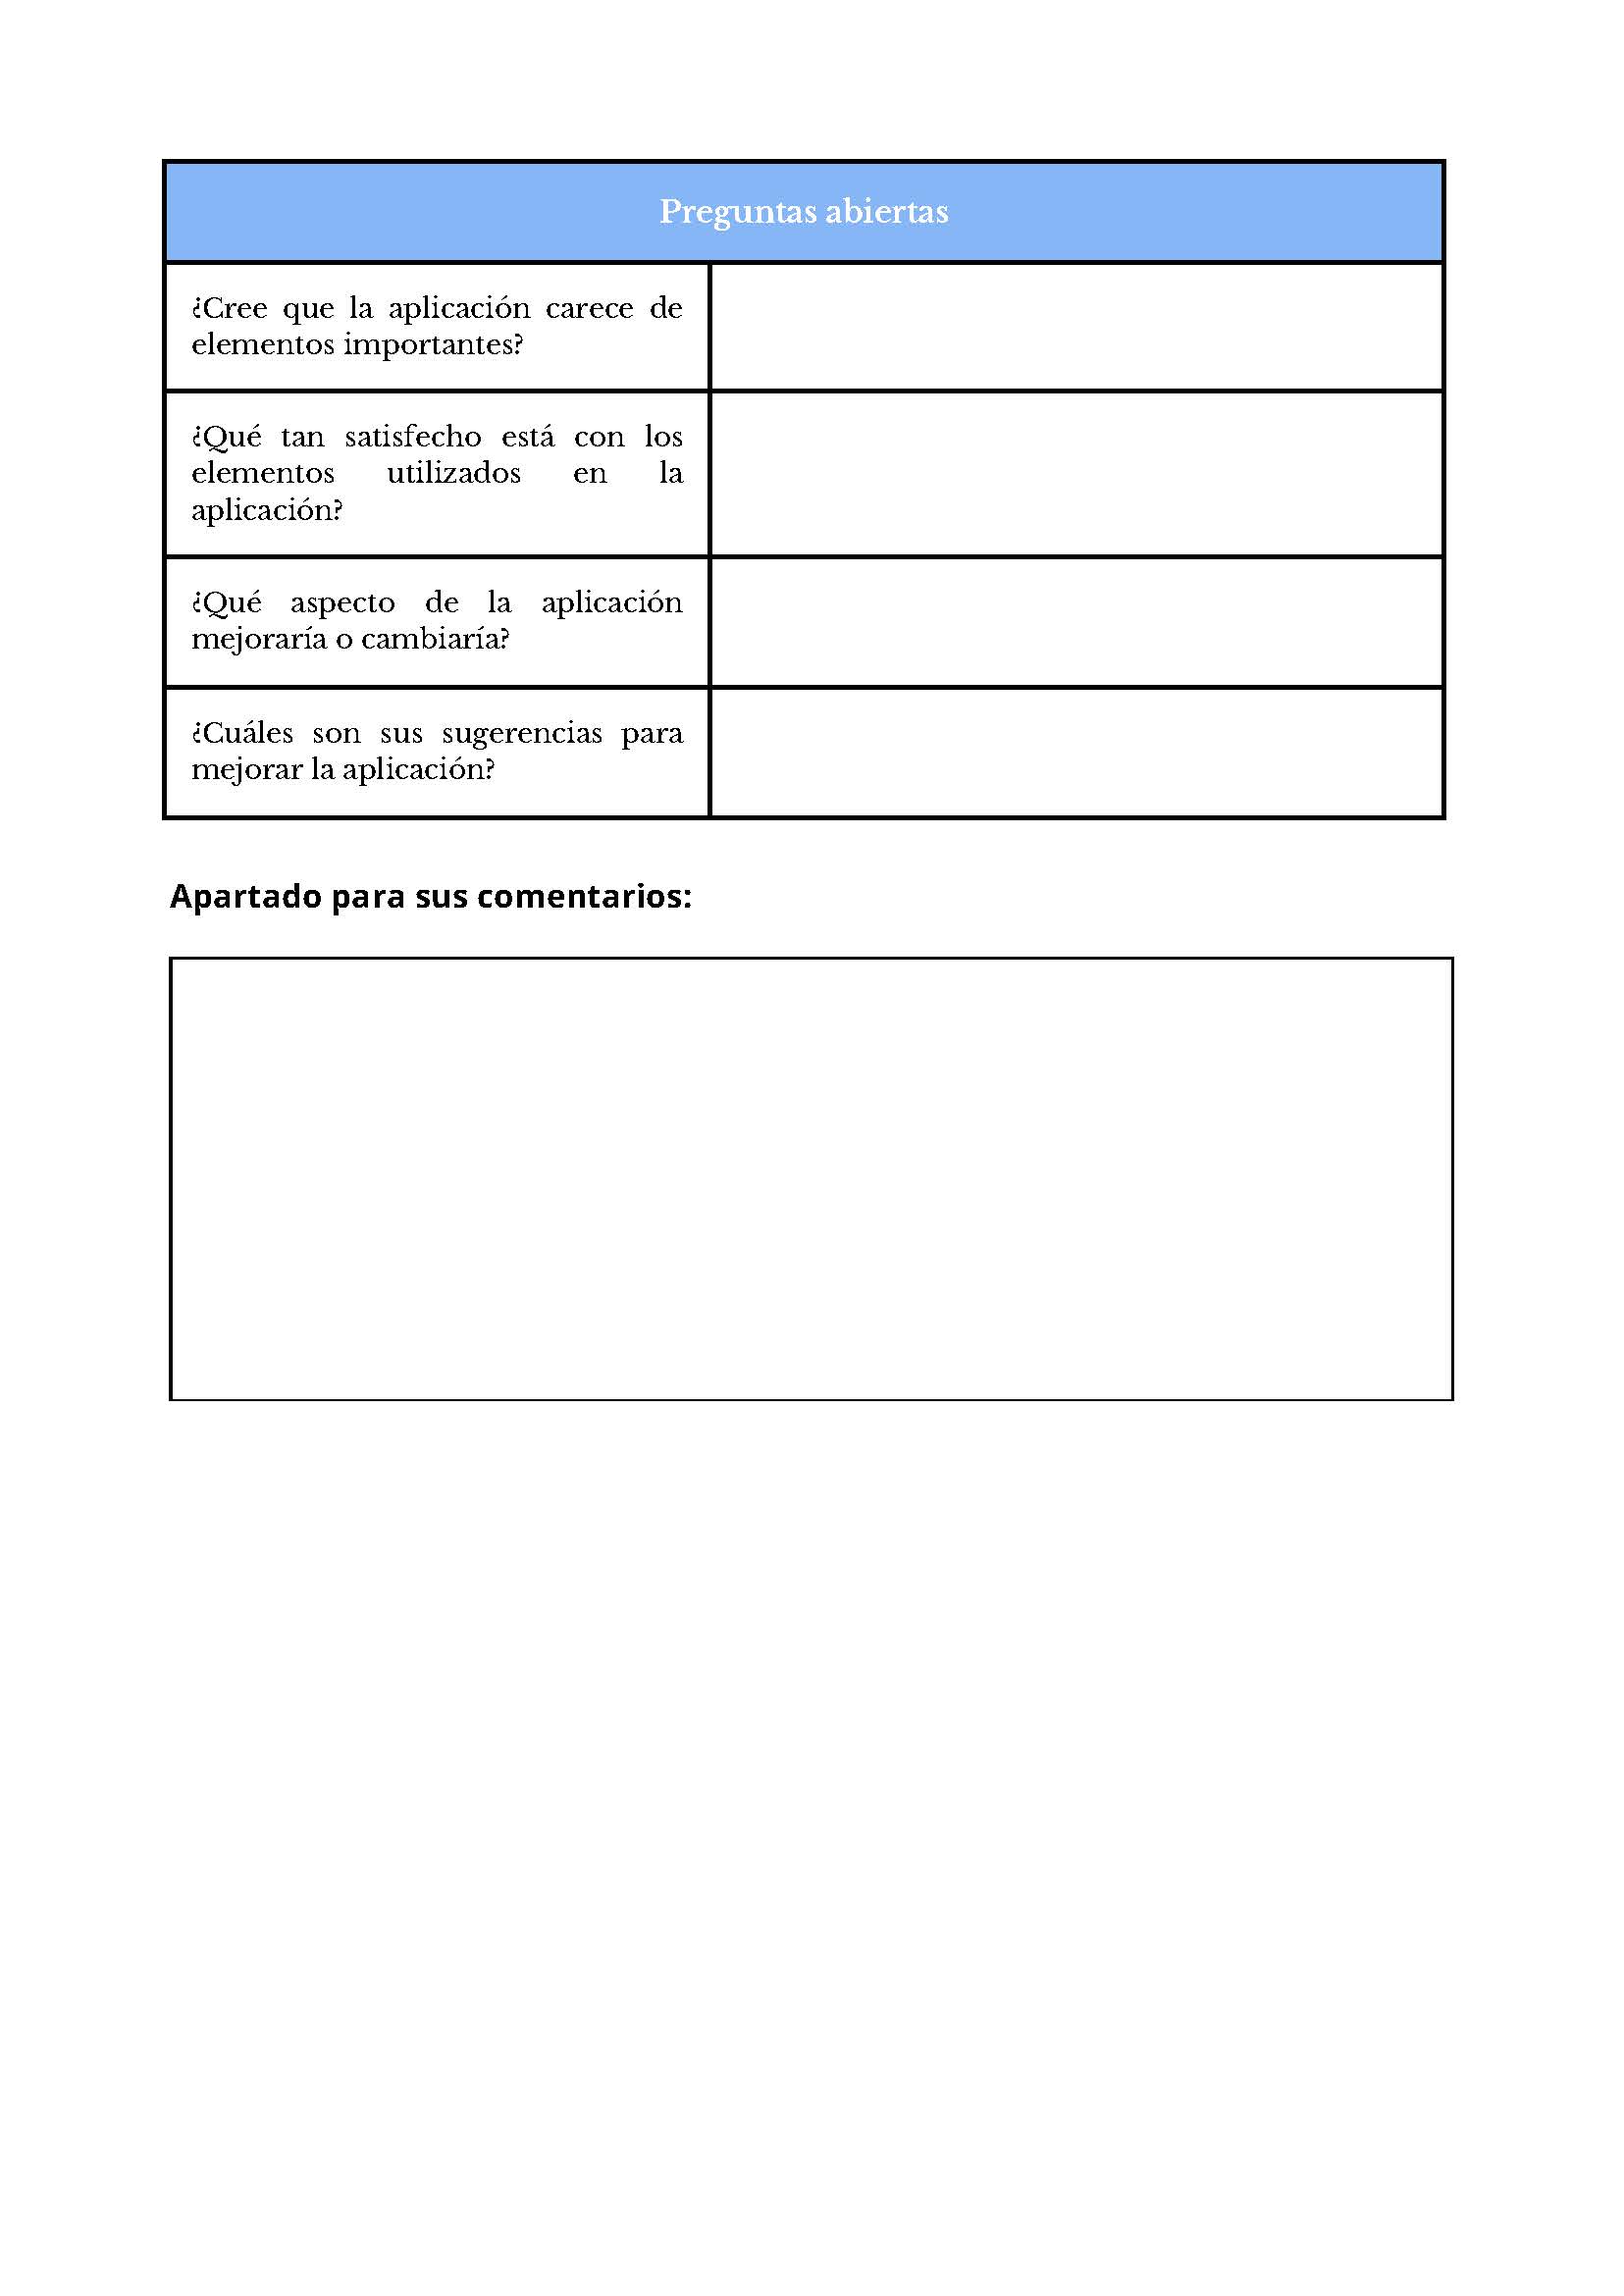 Preguntas abiertas
¿Cree que la aplicación carece de
elementos importantes?
¿Qué tan satisfecho está con los
elementos utilizados en la
aplicación?
¿Qué aspecto de la aplicación
mejoraría o cambiaría?
¿Cuáles son sus sugerencias para
mejorar la aplicación?
Apartado para sus comentarios: